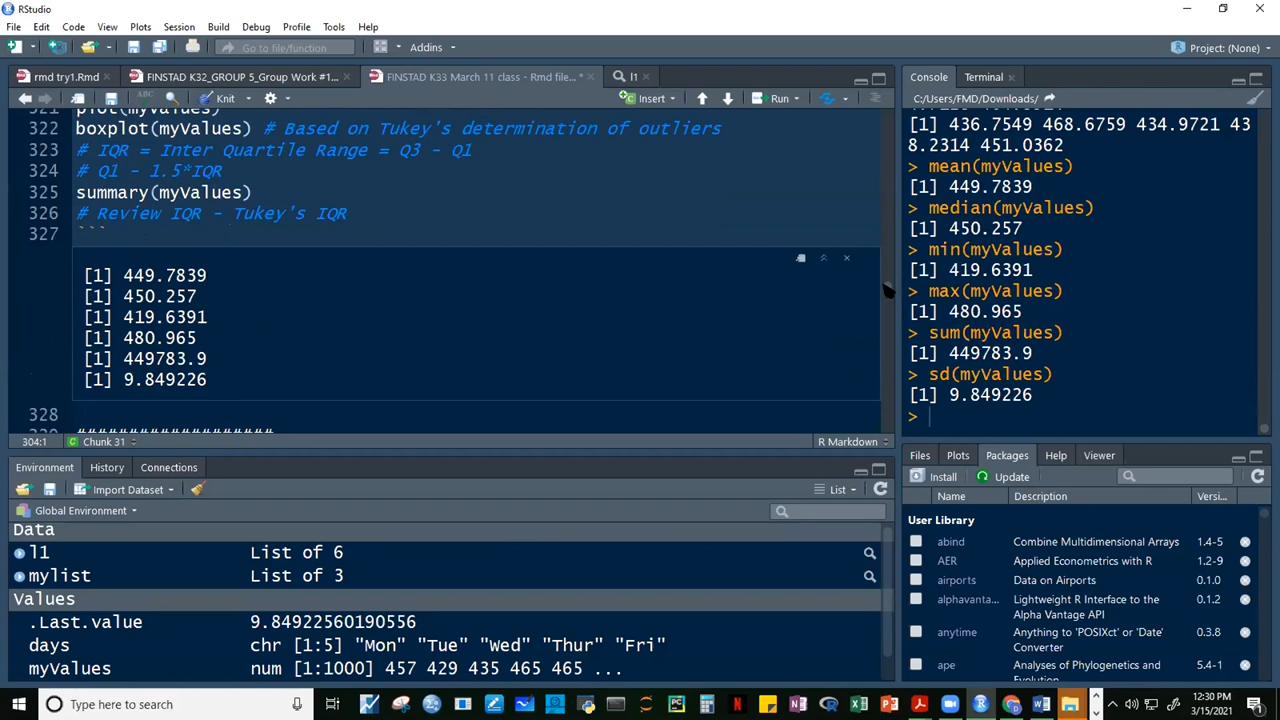 RStudio
File Edit Code View Plots Session Build Debug Profile Tools Help
Go to file/function Addins Project: (None)
rmd try1.Rmd FINSTAD K32_GROUP 5_Group Work #1... FINSTAD K33 March 11 class - Rmd file...* l1
Knit Insert Run
321 plot(myValues)
322 boxplot(myValues) # Based on Tukey's determination of outliers
323 # IQR = Inter Quartile Range = Q3 - Q1
324 # Q1 - 1.5*IQR
325 summary(myValues)
326 # Review IQR - Tukey's IQR
327 ```
[1] 449.7839
[1] 450.257
[1] 419.6391
[1] 480.965
[1] 449783.9
[1] 9.849226
328
###################
304:1 Chunk 31 R Markdown
Console Terminal
C:/Users/FMD/Downloads/
[1] 436.7549 468.6759 434.9721 43
8.2314 451.0362
> mean(myValues)
[1] 449.7839
> median(myValues)
[1] 450.257
> min(myValues)
[1] 419.6391
> max(myValues)
[1] 480.965
> sum(myValues)
[1] 449783.9
> sd(myValues)
[1] 9.849226
>
Environment History Connections
Import Dataset List
Global Environment
Data
l1 List of 6
mylist List of 3
Values
.Last.value 9.84922560190556
days chr [1:5] "Mon" "Tue" "Wed" "Thur" "Fri"
myValues num [1:1000] 457 429 435 465 465 ...
Files Plots Packages Help Viewer
Install Update
Name Description Versi...
User Library
abind Combine Multidimensional Arrays 1.4-5
AER Applied Econometrics with R 1.2-9
airports Data on Airports 0.1.0
alphavanta... Lightweight R Interface to the Alpha Vantage API 0.1.2
anytime Anything to 'POSIXct' or 'Date' Converter 0.3.8
ape Analyses of Phylogenetics and Evolution 5.4-1
Type here to search
12:30 PM
3/15/2021